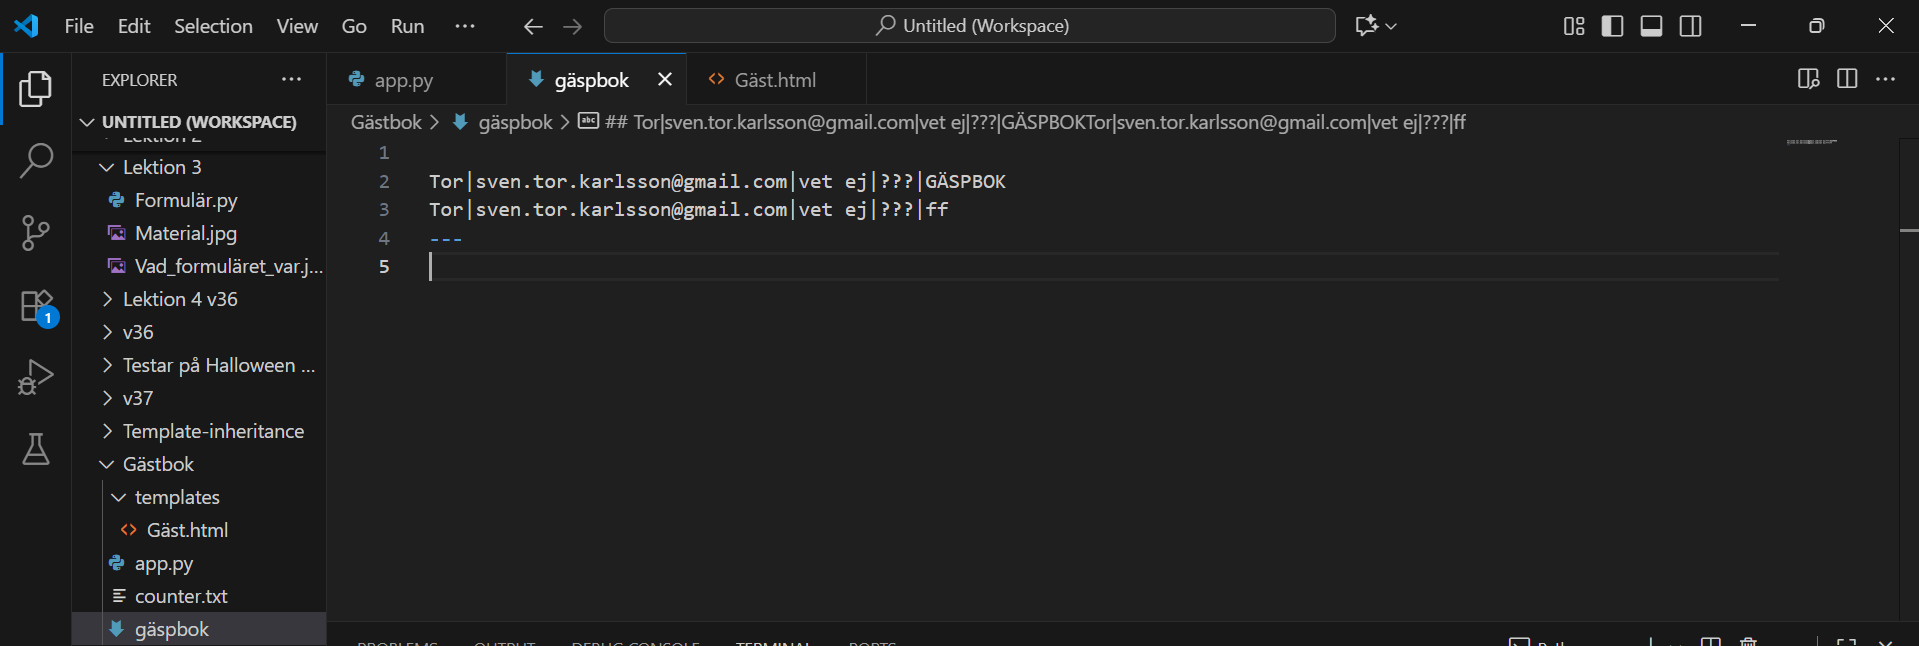 File Edit Selection View Go Run ··· Untitled (Workspace)
EXPLORER ···
app.py gäspbok Gäst.html
UNTITLED (WORKSPACE)
Gästbok > gäspbok > ## Tor|sven.tor.karlsson@gmail.com|vet ej|???|GÄSPBOKTor|sven.tor.karlsson@gmail.com|vet ej|???|ff
Lektion 2
Lektion 3
Formulär.py
Material.jpg
Vad_formuläret_var.j...
Lektion 4 v36
v36
Testar på Halloween ...
v37
Template-inheritance
Gästbok
templates
Gäst.html
app.py
counter.txt
gäspbok
1
1
2 Tor|sven.tor.karlsson@gmail.com|vet ej|???|GÄSPBOK
3 Tor|sven.tor.karlsson@gmail.com|vet ej|???|ff
4 ---
5
PROBLEMS OUTPUT DEBUG CONSOLE TERMINAL PORTS